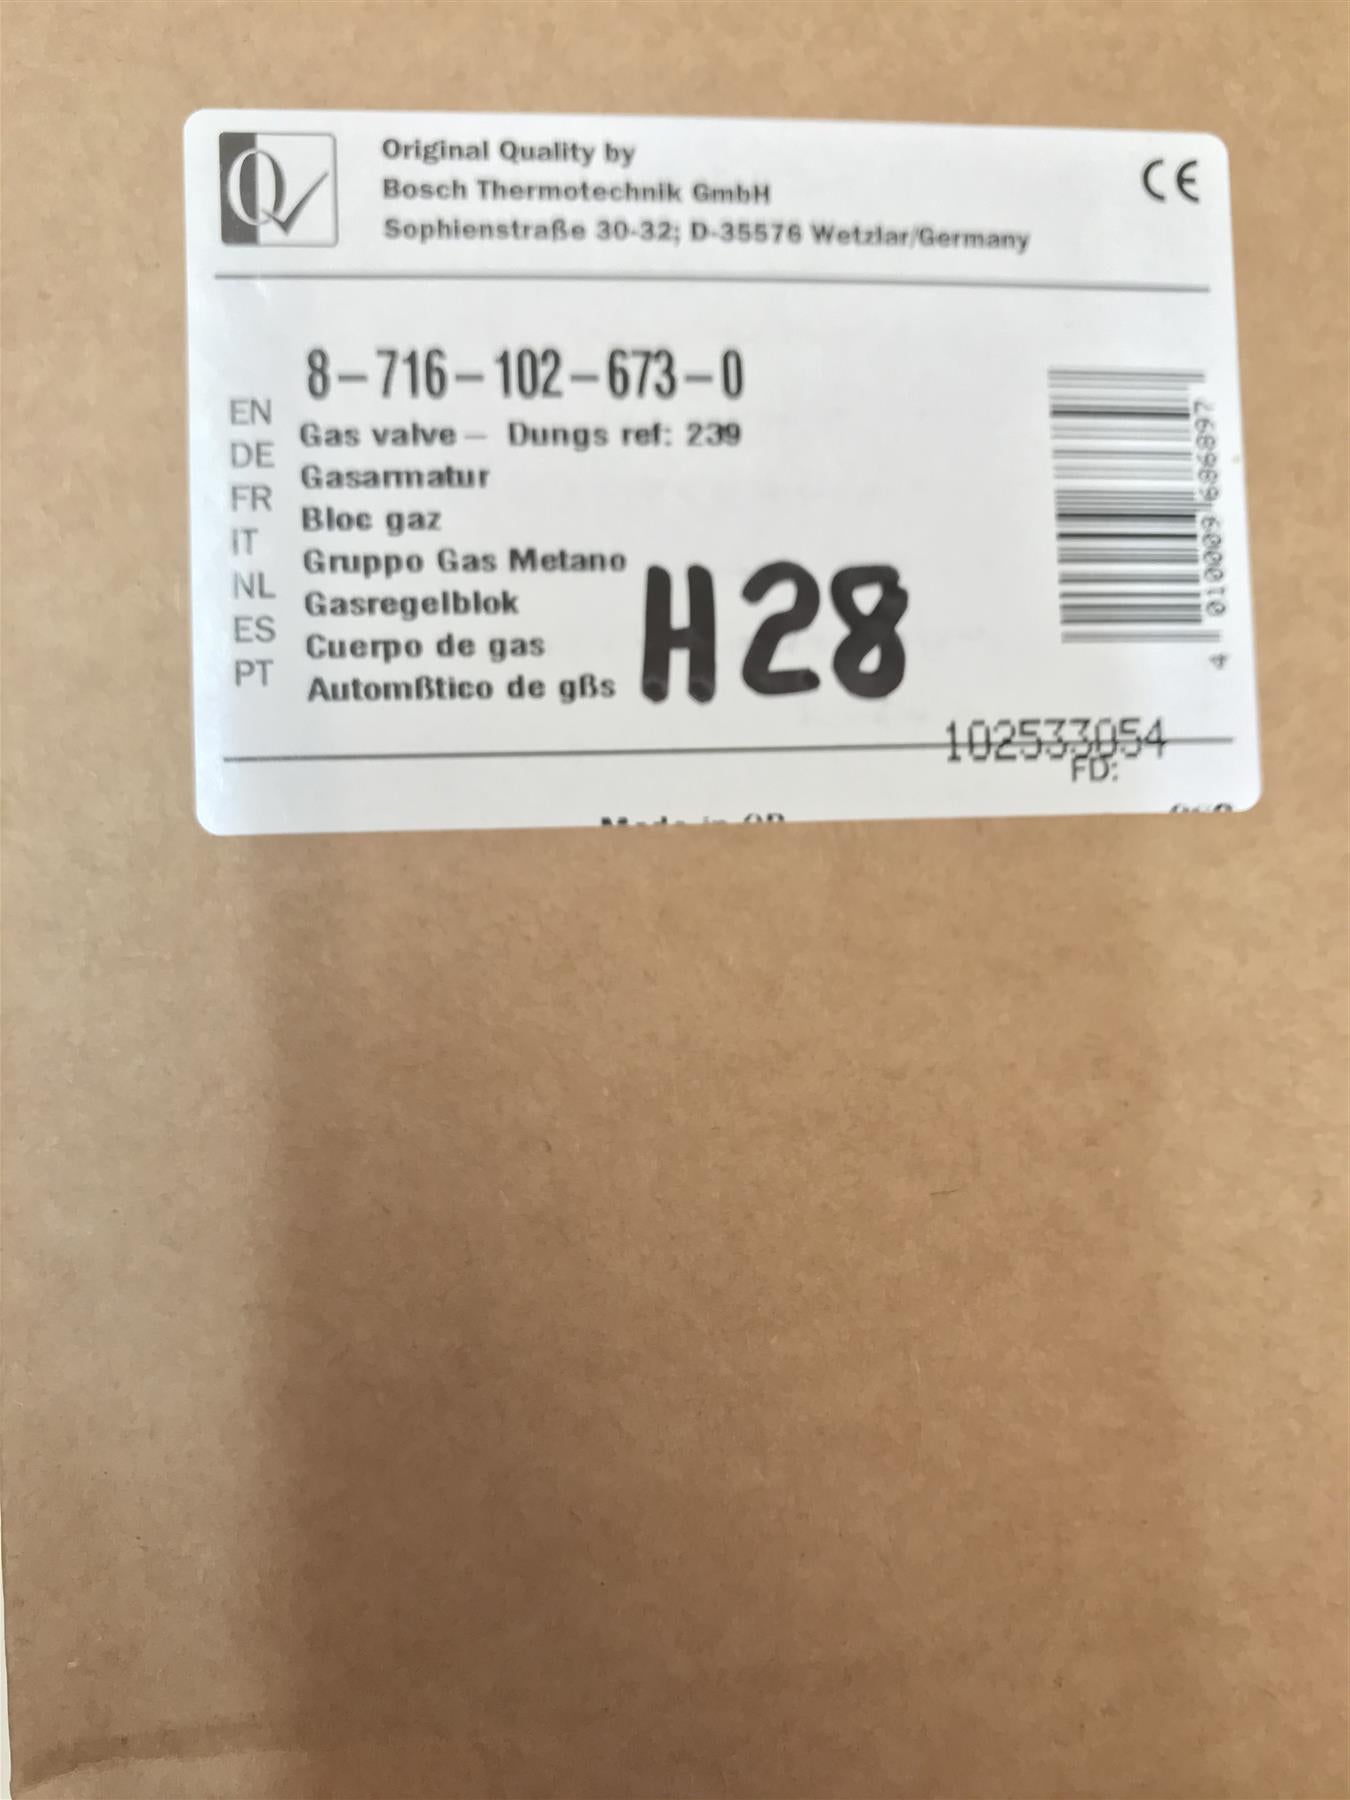 Q
Original Quality by
Bosch Thermotechnik GmbH
Sophienstraße 30-32; D-35576 Wetzlar/Germany
CE
8-716-102-673-0
EN Gas valve - Dungs ref: 239
DE Gasarmatur
FR Bloc gaz
IT Gruppo Gas Metano
NL Gasregelblok
ES Cuerpo de gas
PT Automßtico de gßs
H28
4 010009 686897
102533054
FD:
Made in